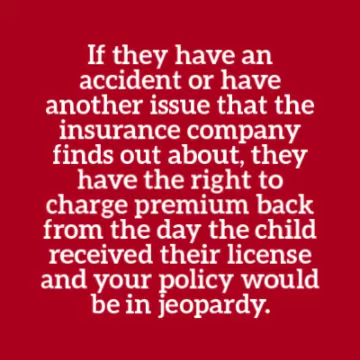 If they have an
accident or have
another issue that the
insurance company
finds out about, they
have the right to
charge premium back
from the day the child
received their license
and your policy would
be in jeopardy.